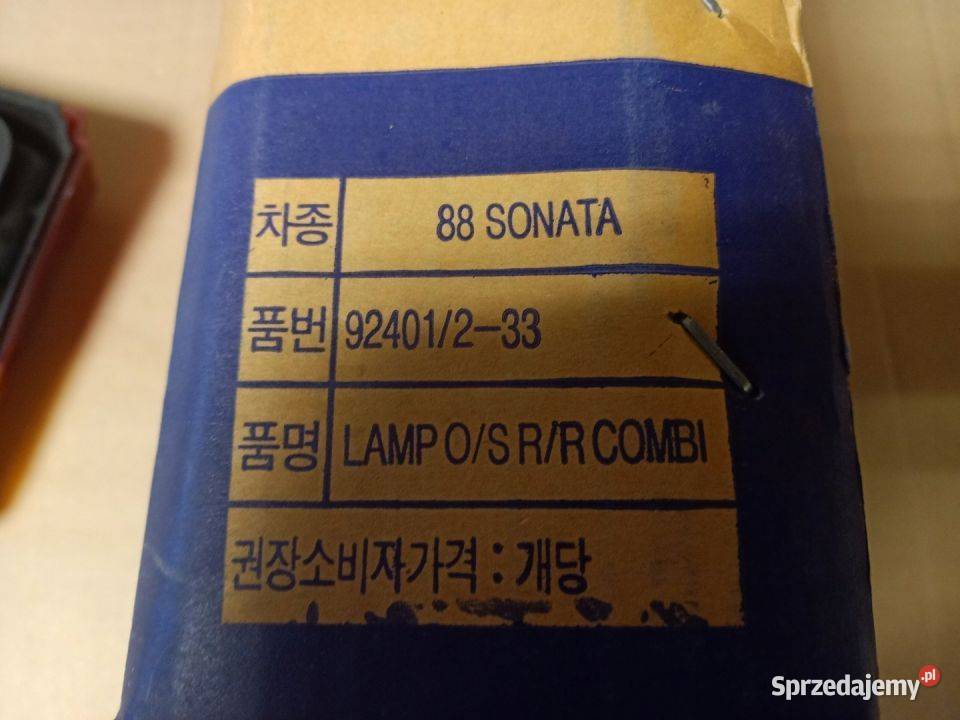 차종 88 SONATA
품번 92401/2-33
품명 LAMP O/S R/R COMBI
권장소비자가격 : 개당
Sprzedajemy.pl